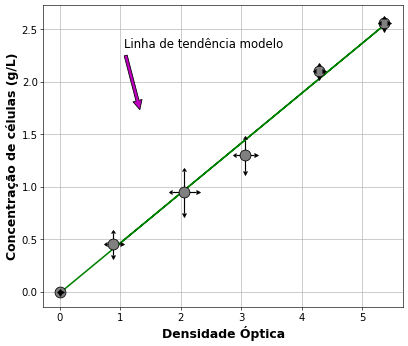 Linha de tendência modelo
Concentração de células (g/L)
2.5
2.0
1.5
1.0
0.5
0.0
0 1 2 3 4 5
Densidade Óptica